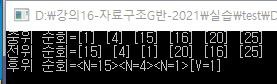 D:\강의16-자료구조G반-2021\실습\test\D
중위 순회=[1] [4] [15] [16] [20] [25]
전위 순회=[15] [4] [1] [20] [16] [25]
후위 순회=<N=15><N=4><N=1>[V=1]